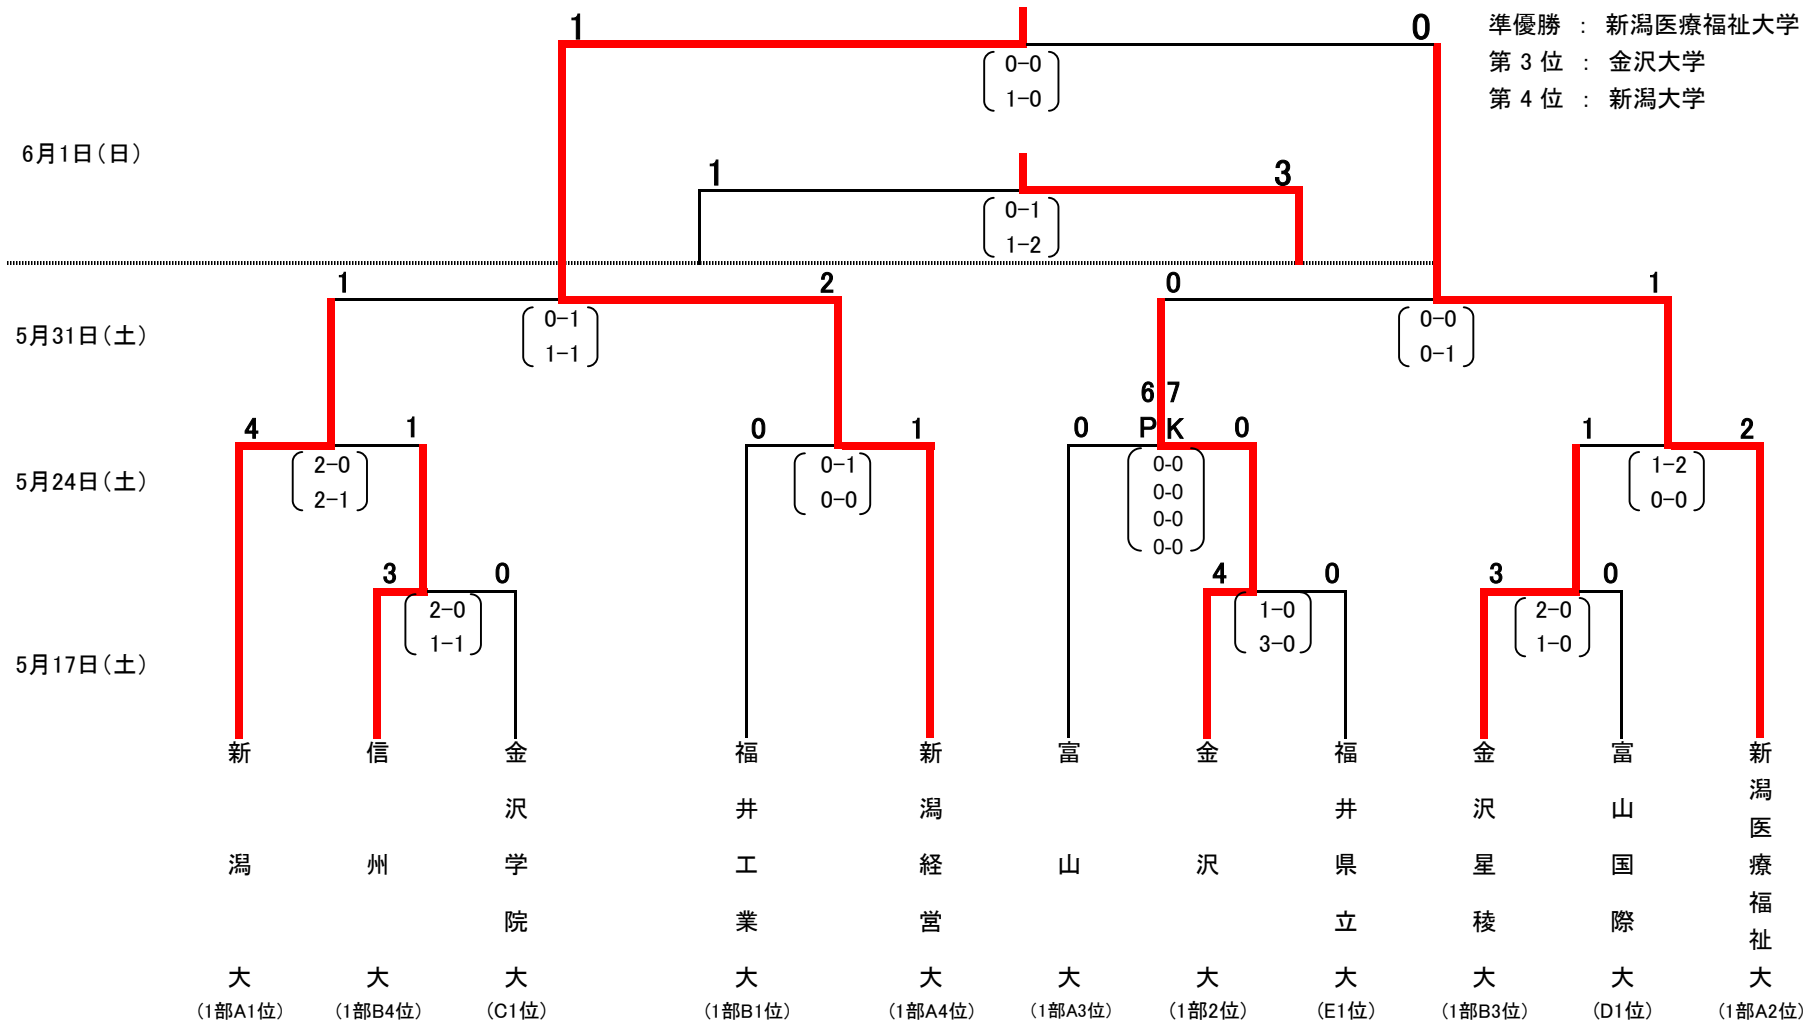 1 0 準優勝 : 新潟医療福祉大学
0-0 第 3 位 : 金沢大学
1-0 第 4 位 : 新潟大学
6月1日(日)
1 3
0-1
1-2
1 2 0 1
5月31日(土)
0-1 0-0
1-1 0-1
6 7
4 1 0 1 0 PK 0 1 2
5月24日(土)
2-0 0-1 0-0 1-2
2-1 0-0 0-0 0-0
0-0
0-0
3 0 4 0 3 0
2-0 1-0 2-0
1-1 3-0 1-0
5月17日(土)
新潟大
信州大
金沢学院大
福井工業大
新潟経営大
富山大
金沢大
福井県立大
金沢星稜大
富山国際大
新潟医療福祉大
(1部A1位) (1部B4位) (C1位) (1部B1位) (1部A4位) (1部A3位) (1部2位) (E1位) (1部B3位) (D1位) (1部A2位)